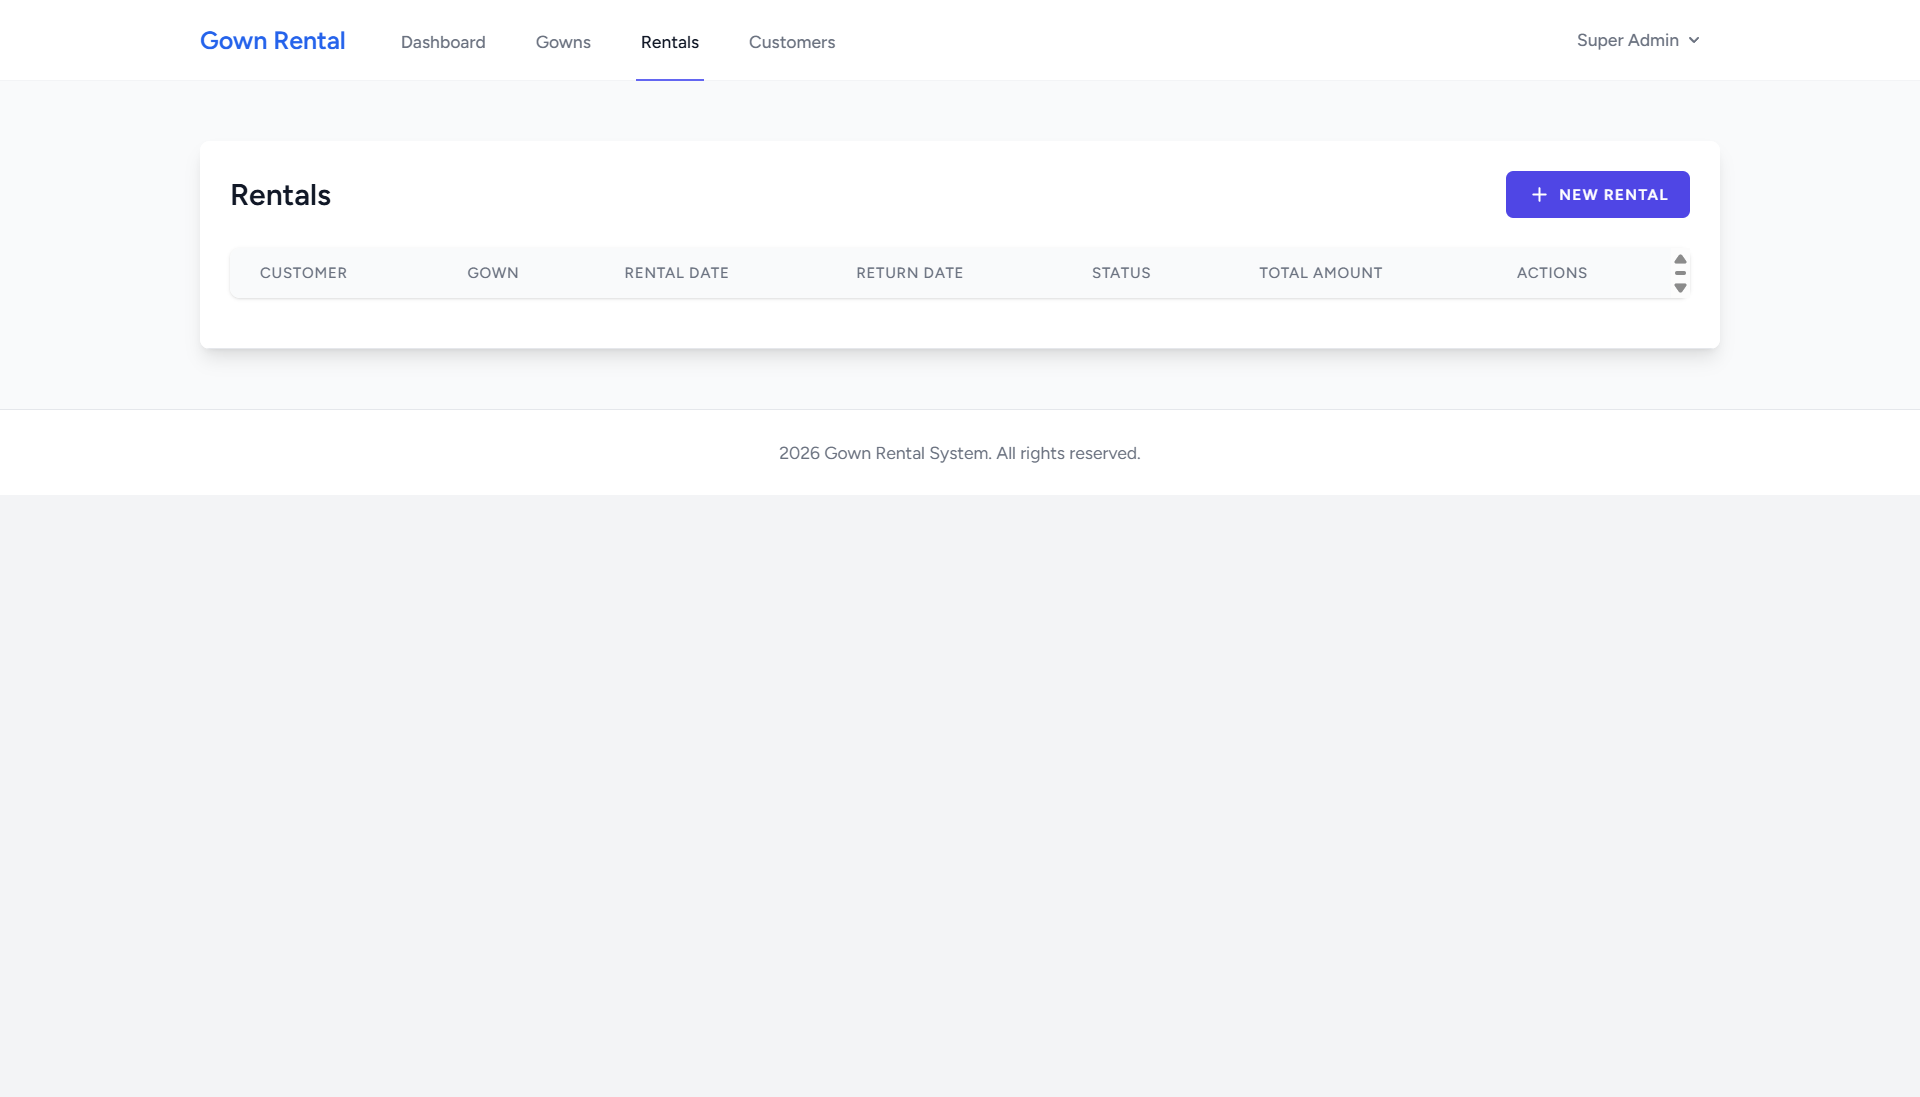 Gown Rental Dashboard Gowns Rentals Customers Super Admin
Rentals NEW RENTAL
CUSTOMER GOWN RENTAL DATE RETURN DATE STATUS TOTAL AMOUNT ACTIONS
2026 Gown Rental System. All rights reserved.